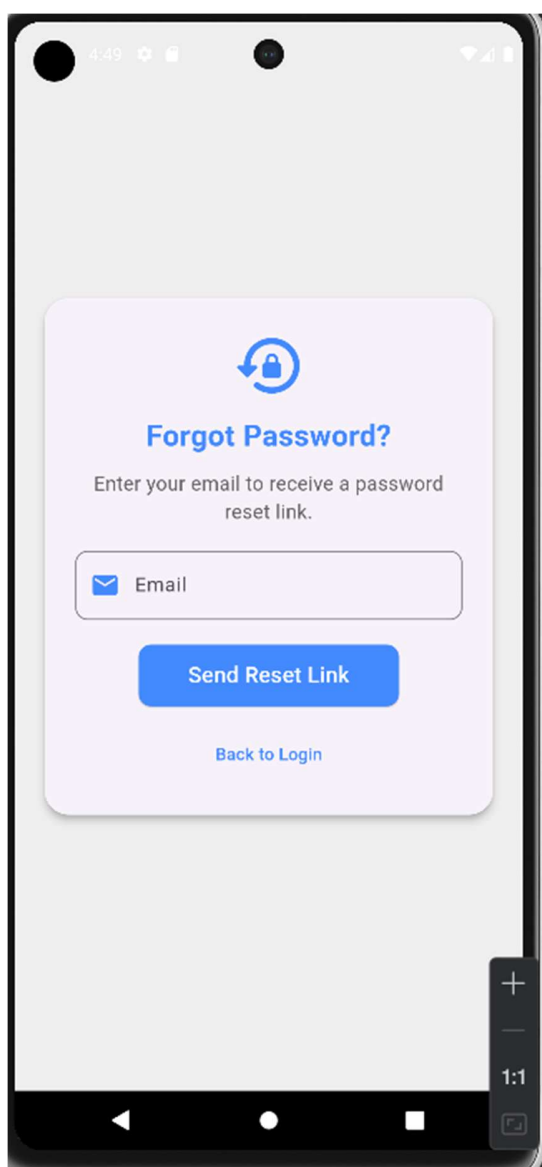 4:49
Forgot Password?
Enter your email to receive a password
reset link.
Email
Send Reset Link
Back to Login
1:1